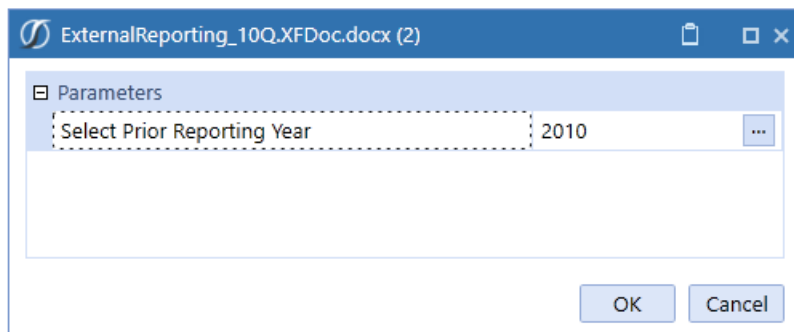 ExternalReporting_10Q.XFDoc.docx (2)
Parameters
Select Prior Reporting Year 2010 ...
OK Cancel